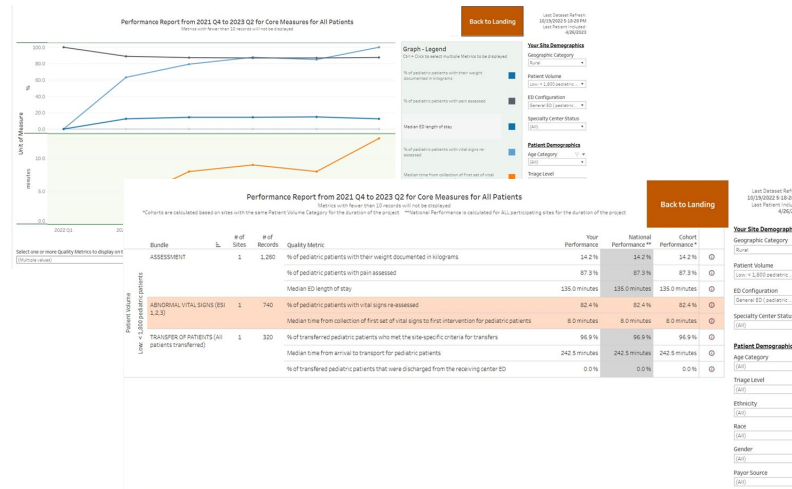 Performance Report from 2021 Q4 to 2023 Q2 for Core Measures for All Patients
Metrics with fewer than 10 records will not be displayed
Back to Landing
Last Dataset Refresh:
10/19/2022 5:18:20 PM
Last Patient Included:
4/26/2023
100.0
80.0
60.0
40.0
20.0
0.0
%
Unit of Measure
minutes
10.0
5.0
0.0
2022 Q1
Select one or more Quality Metrics to display on
(Multiple values)
Graph - Legend
Ctrl + Click to select multiple Metrics to be displayed
% of pediatric patients with their weight
documented in kilograms
% of pediatric patients with pain assessed
Median ED length of stay
% of pediatric patients with vital signs re-
assessed
Median time from collection of first set of vital
Your Site Demographics
Geographic Category
Rural
Patient Volume
Low: < 1,800 pediatric...
ED Configuration
General ED ( pediatric...
Specialty Center Status
(All)
Patient Demographics
Age Category
(All)
Triage Level
Performance Report from 2021 Q4 to 2023 Q2 for Core Measures for All Patients
Metrics with fewer than 10 records will not be displayed
*Cohorts are calculated based on sites with the same Patient Volume Category for the duration of the project **National Performance is calculated for ALL participating sites for the duration of the project
Back to Landing
Last Dataset Ref
10/19/2022 5:18:2
Last Patient Inclu
4/26/2
Bundle # of Sites # of Records Quality Metric Your Performance National Performance ** Cohort Performance *
Patient Volume
Low: < 1,800 pediatric patients
ASSESSMENT 1 1,260 % of pediatric patients with their weight documented in kilograms 14.2 % 14.2 % 14.2 %
% of pediatric patients with pain assessed 87.3 % 87.3 % 87.3 %
Median ED length of stay 135.0 minutes 135.0 minutes 135.0 minutes
ABNORMAL VITAL SIGNS (ESI 1,2,3) 1 740 % of pediatric patients with vital signs re-assessed 82.4 % 82.4 % 82.4 %
Median time from collection of first set of vital signs to first intervention for pediatric patients 8.0 minutes 8.0 minutes 8.0 minutes
TRANSFER OF PATIENTS (All patients transferred) 1 320 % of transferred pediatric patients who met the site-specific criteria for transfers 96.9 % 96.9 % 96.9 %
Median time from arrival to transport for pediatric patients 242.5 minutes 242.5 minutes 242.5 minutes
% of transfered pediatric patients that were discharged from the receiving center ED 0.0 % 0.0 % 0.0 %
Your Site Demograph
Geographic Category
Rural
Patient Volume
Low: < 1,800 pediatric ...
ED Configuration
General ED ( pediatric ...
Specialty Center Status
(All)
Patient Demographic
Age Category
(All)
Triage Level
(All)
Ethnicity
(All)
Race
(All)
Gender
(All)
Payor Source
(All)